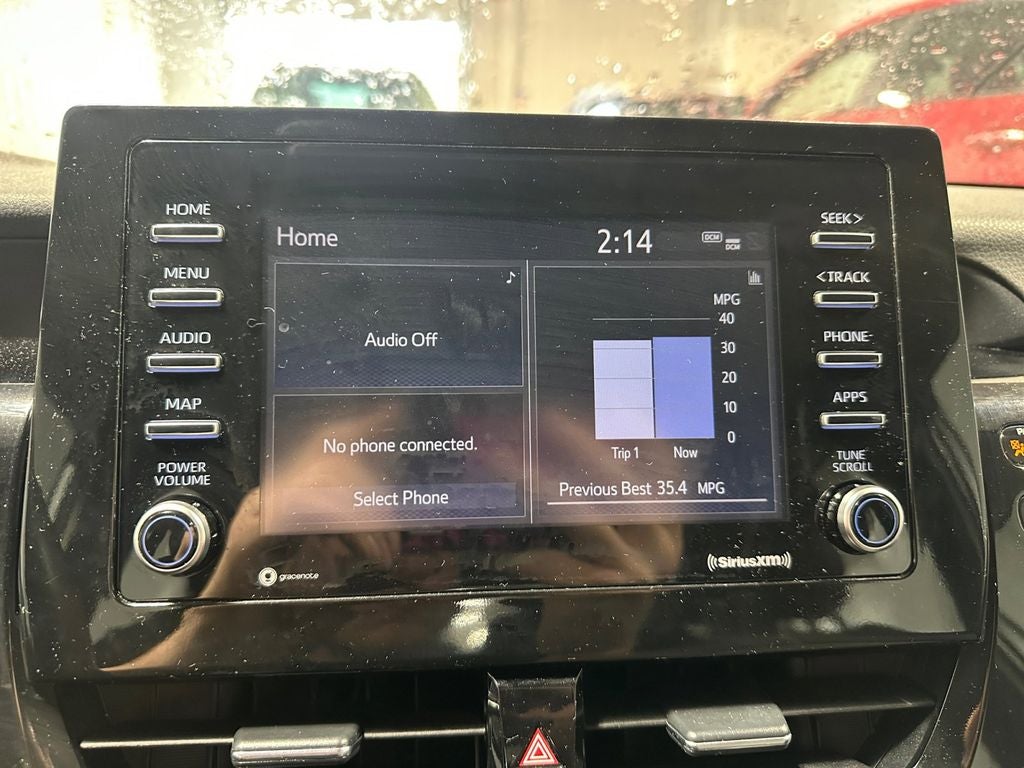 HOME
MENU
AUDIO
MAP
POWER
VOLUME
Home
2:14
DCM
DCM
Audio Off
No phone connected.
Select Phone
MPG
40
30
20
10
0
Trip 1
Now
Previous Best 35.4 MPG
SEEK>
<TRACK
PHONE
APPS
TUNE
SCROLL
gracenote
((SiriusXM))